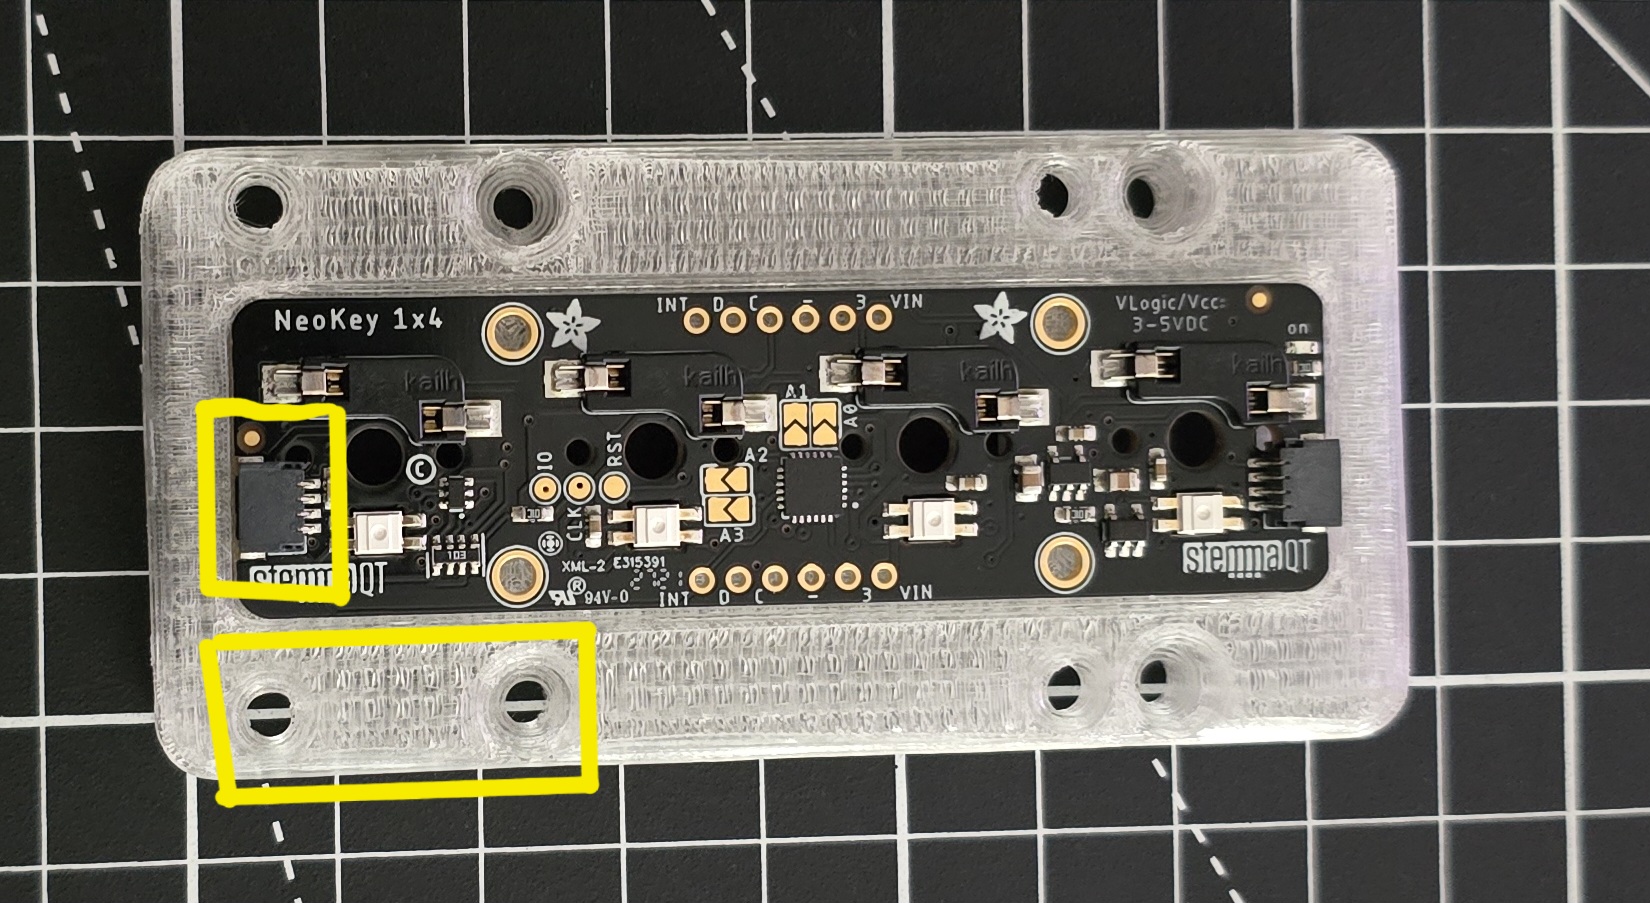 INT D C - 3 VIN
NeoKey 1x4
VLogic/Vcc:
3-5VDC
on
kailh
kailh
kailh
kailh
A1
A0
A2
A3
C
IO
CLK
RST
103
stemma QT
stemma QT
XML-2 E315391
94V-0
INT D C - 3 VIN